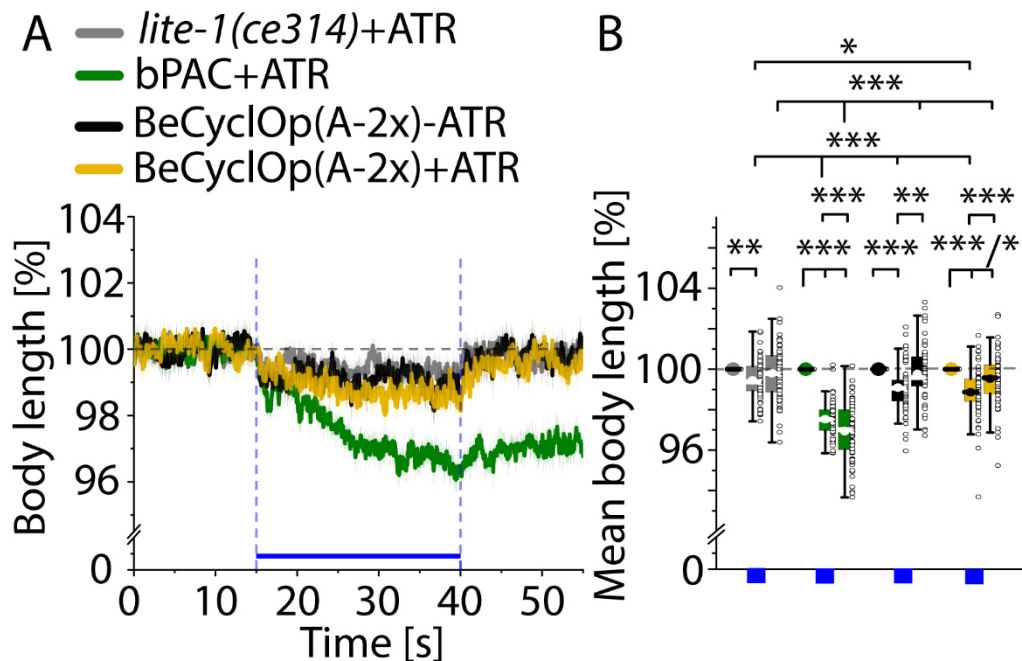 A lite-1(ce314)+ATR
bPAC+ATR
BeCyclOp(A-2x)-ATR
BeCyclOp(A-2x)+ATR
Body length [%]
104
102
100
98
96
0
0 10 20 30 40 50
Time [s]
B
*
***
***
*** ** ***
** *** *** ***/*
Mean body length [%]
104
100
96
0